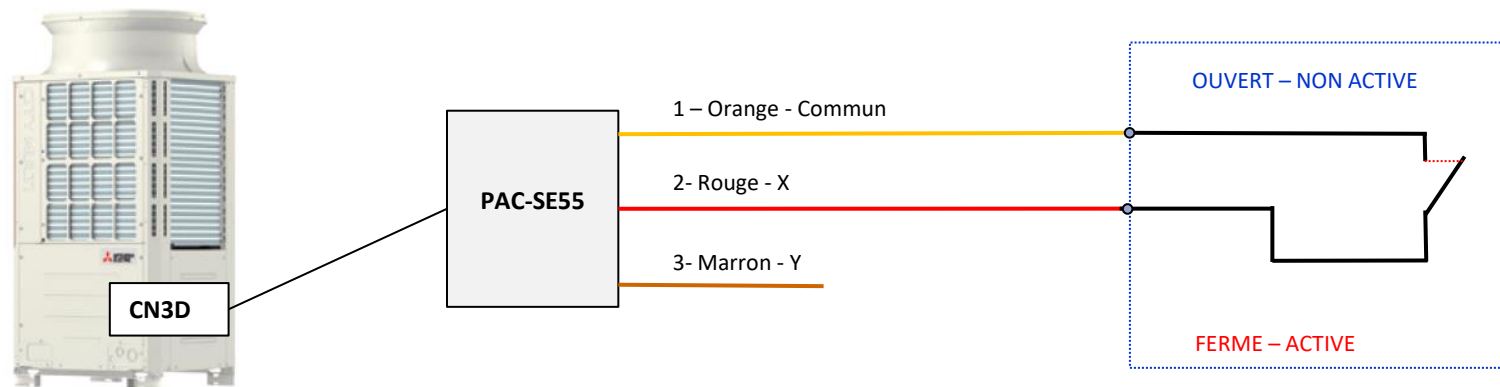 OUVERT – NON ACTIVE
1 – Orange - Commun
2- Rouge - X
PAC-SE55
3- Marron - Y
CN3D
FERME – ACTIVE